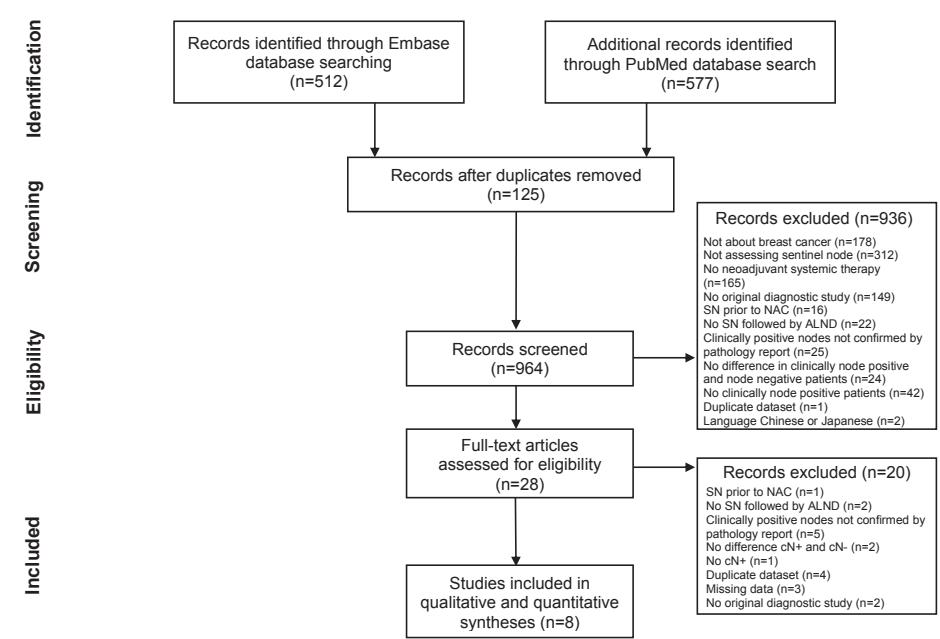 Identification
Records identified through Embase
database searching
(n=512)
Additional records identified
through PubMed database search
(n=577)
Screening
Records after duplicates removed
(n=125)
Records excluded (n=936)
Not about breast cancer (n=178)
Not assessing sentinel node (n=312)
No neoadjuvant systemic therapy
(n=165)
No original diagnostic study (n=149)
SN prior to NAC (n=16)
No SN followed by ALND (n=22)
Clinically positive nodes not confirmed by
pathology report (n=25)
No difference in clinically node positive
and node negative patients (n=24)
No clinically node positive patients (n=42)
Duplicate dataset (n=1)
Language Chinese or Japanese (n=2)
Eligibility
Records screened
(n=964)
Full-text articles
assessed for eligibility
(n=28)
Records excluded (n=20)
SN prior to NAC (n=1)
No SN followed by ALND (n=2)
Clinically positive nodes not confirmed by
pathology report (n=5)
No difference cN+ and cN- (n=2)
No cN+ (n=1)
Duplicate dataset (n=4)
Missing data (n=3)
No original diagnostic study (n=2)
Included
Studies included in
qualitative and quantitative
syntheses (n=8)